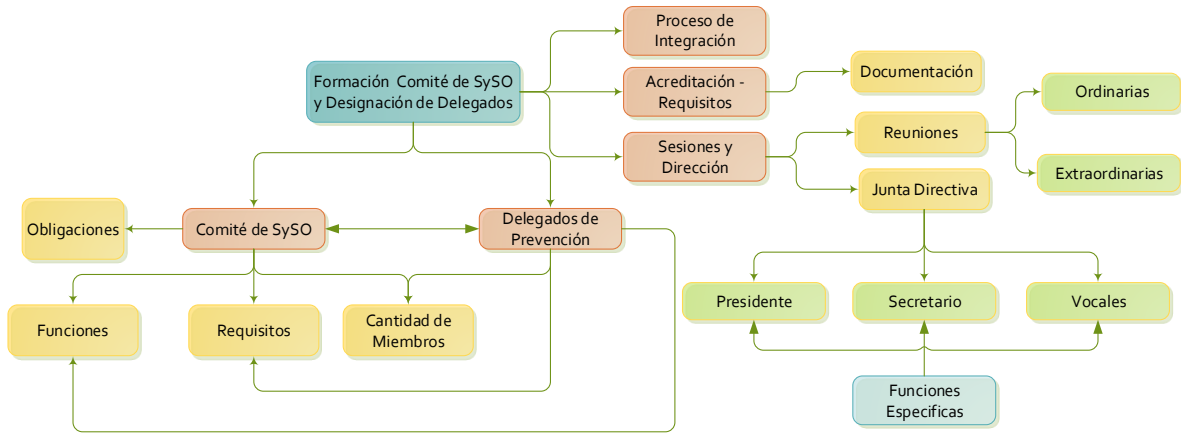 Proceso de
Integración
Formación Comité de SySO
y Designación de Delegados
Acreditación -
Requisitos
Documentación
Ordinarias
Sesiones y
Dirección
Reuniones
Extraordinarias
Junta Directiva
Obligaciones
Comité de SySO
Delegados de
Prevención
Presidente
Secretario
Vocales
Funciones
Requisitos
Cantidad de
Miembros
Funciones
Especificas